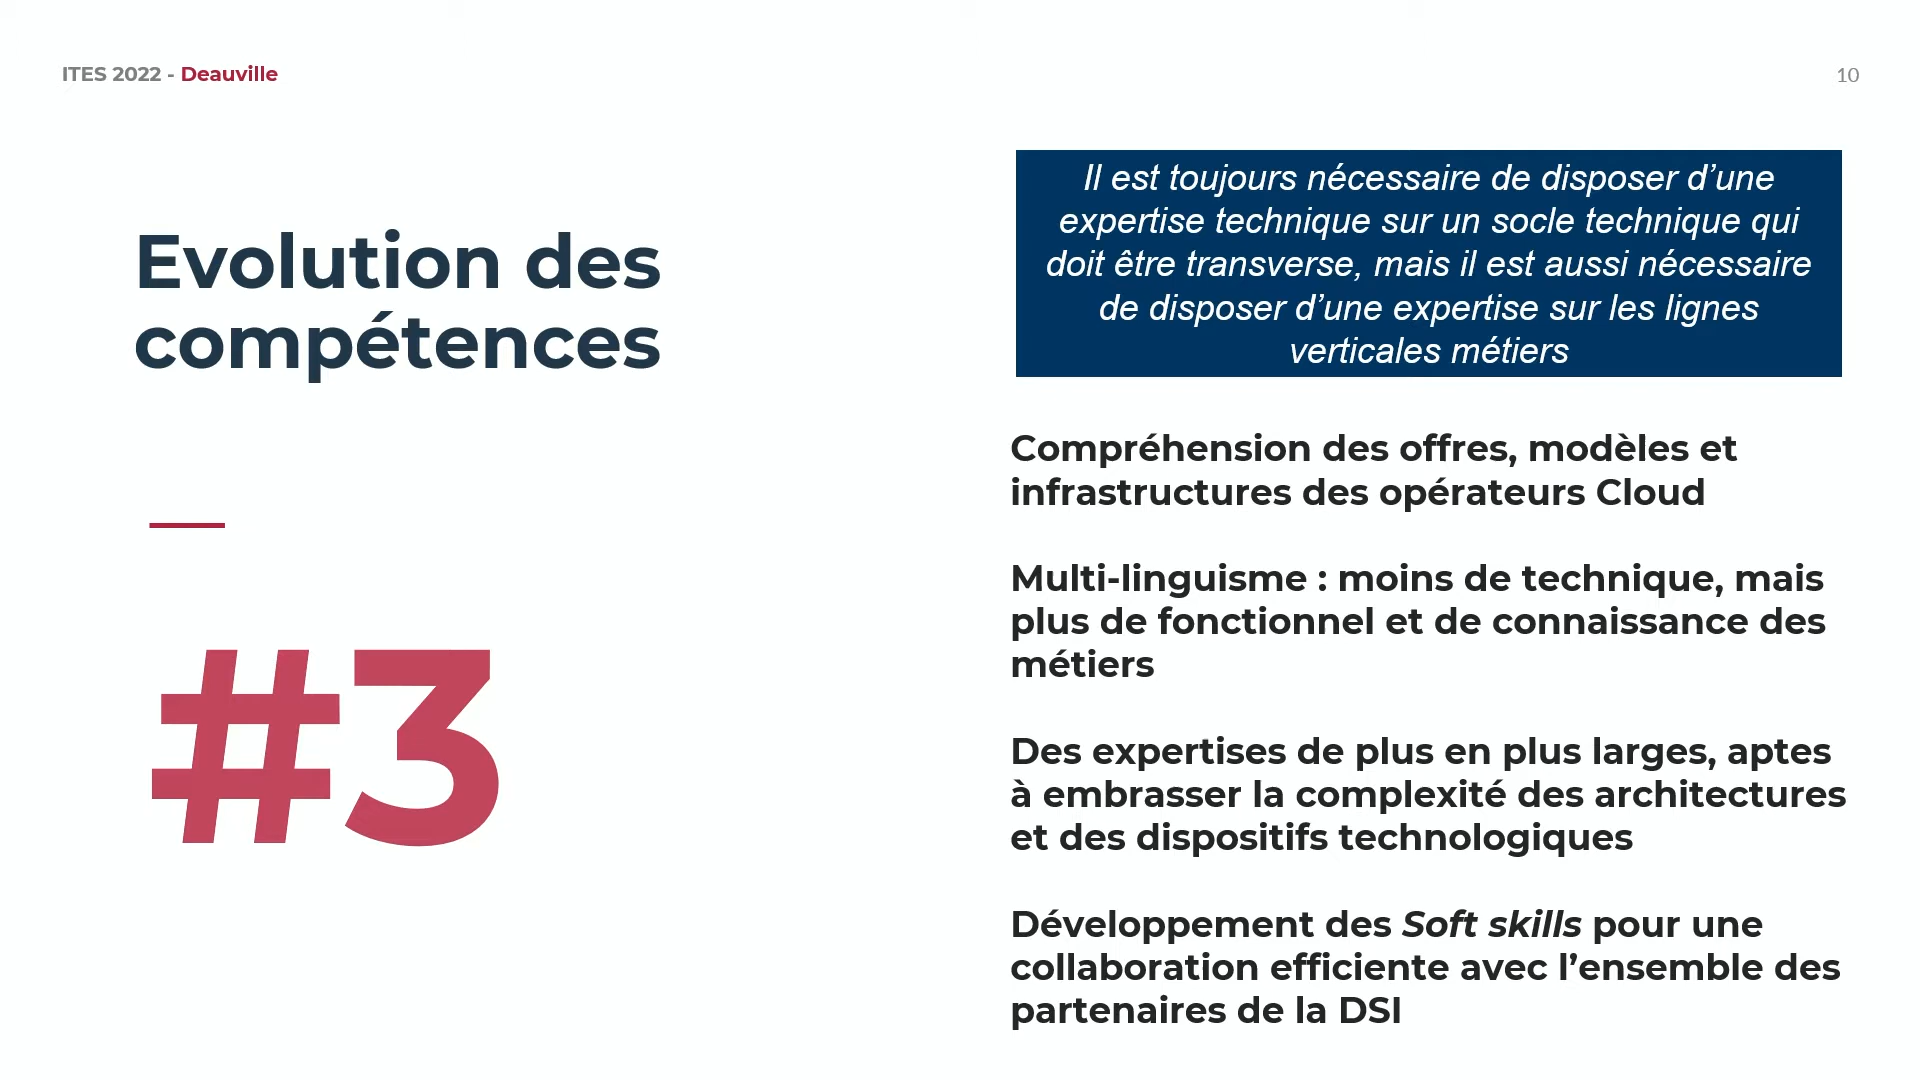 ITES 2022 - Deauville
10
Evolution des
compétences
#3
Il est toujours nécessaire de disposer d’une
expertise technique sur un socle technique qui
doit être transverse, mais il est aussi nécessaire
de disposer d’une expertise sur les lignes
verticales métiers
Compréhension des offres, modèles et
infrastructures des opérateurs Cloud
Multi-linguisme : moins de technique, mais
plus de fonctionnel et de connaissance des
métiers
Des expertises de plus en plus larges, aptes
à embrasser la complexité des architectures
et des dispositifs technologiques
Développement des Soft skills pour une
collaboration efficiente avec l’ensemble des
partenaires de la DSI